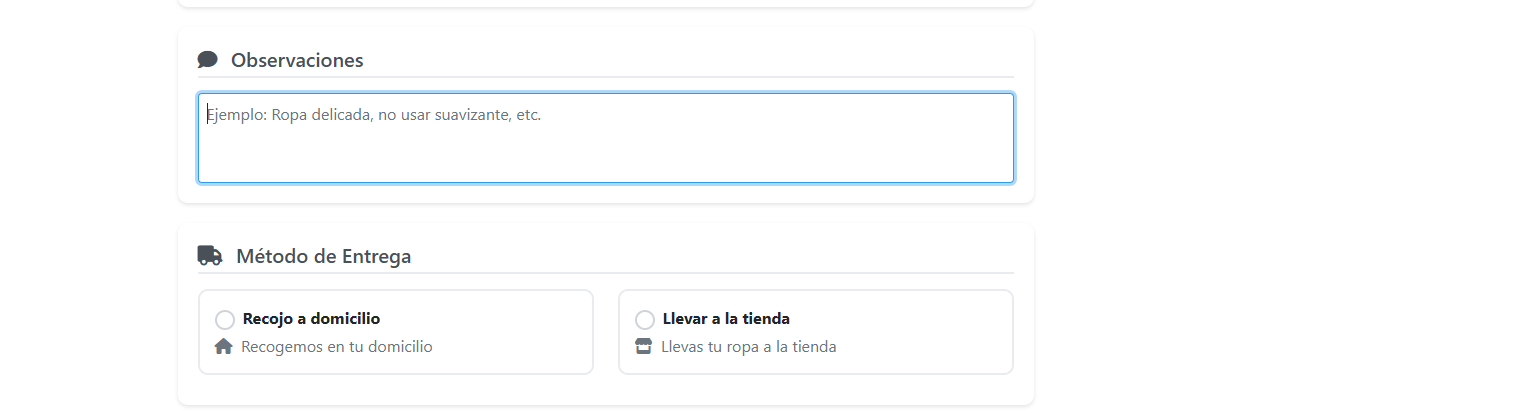 Observaciones
Ejemplo: Ropa delicada, no usar suavizante, etc.
Método de Entrega
Recojo a domicilio
Recogemos en tu domicilio
Llevar a la tienda
Llevas tu ropa a la tienda